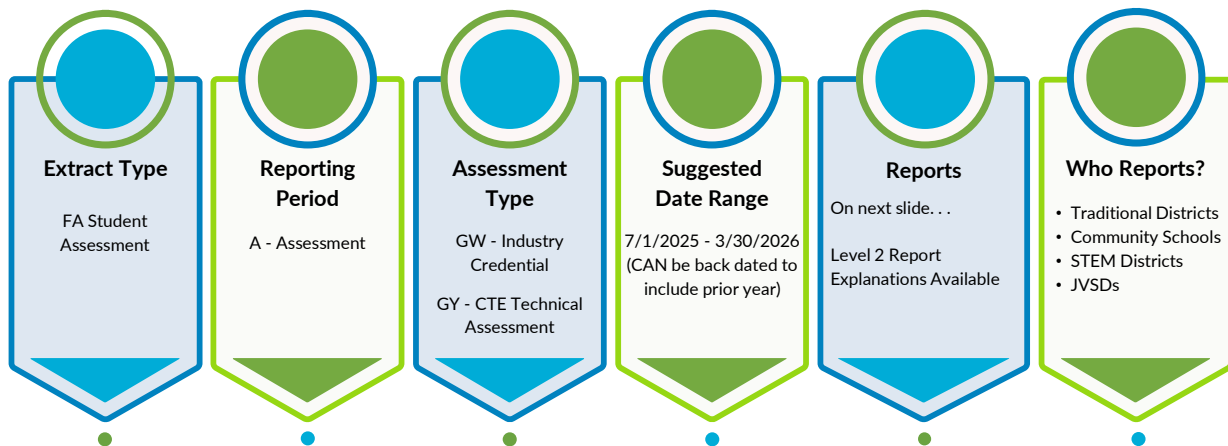 Extract Type
FA Student
Assessment
Reporting
Period
A - Assessment
Assessment
Type
GW - Industry
Credential
GY - CTE Technical
Assessment
Suggested
Date Range
7/1/2025 - 3/30/2026
(CAN be back dated to
include prior year)
Reports
On next slide. . .
Level 2 Report
Explanations Available
Who Reports?
• Traditional Districts
• Community Schools
• STEM Districts
• JVSDs